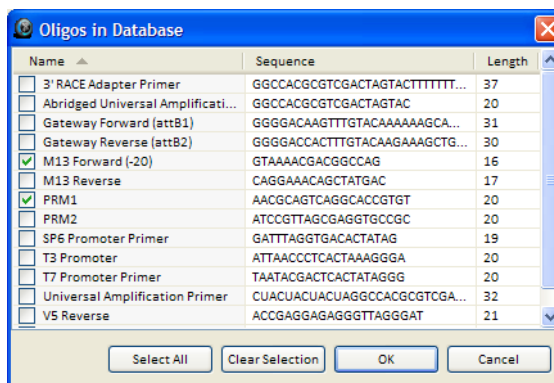 Oligos in Database
Name Sequence Length
3' RACE Adapter Primer GGCCACGCGTCGACTAGTACTTTTTTT... 37
Abridged Universal Amplificati... GGCCACGCGTCGACTAGTAC 20
Gateway Forward (attB1) GGGGACAAGTTTGTACAAAAAAGCA... 31
Gateway Reverse (attB2) GGGGACCACTTTGTACAAGAAAGCTG... 30
M13 Forward (-20) GTAAAACGACGGCCAG 16
M13 Reverse CAGGAAACAGCTATGAC 17
PRM1 AACGCAGTCAGGCACCGTGT 20
PRM2 ATCCGTTAGCGAGGTGCCGC 20
SP6 Promoter Primer GATTTAGGTGACACTATAG 19
T3 Promoter ATTAACCCTCACTAAAGGGA 20
T7 Promoter Primer TAATACGACTCACTATAGGG 20
Universal Amplification Primer CUACUACUACUAGGCCACGCGTCGA... 32
V5 Reverse ACCGAGGAGAGGGTTAGGGAT 21
Select All Clear Selection OK Cancel